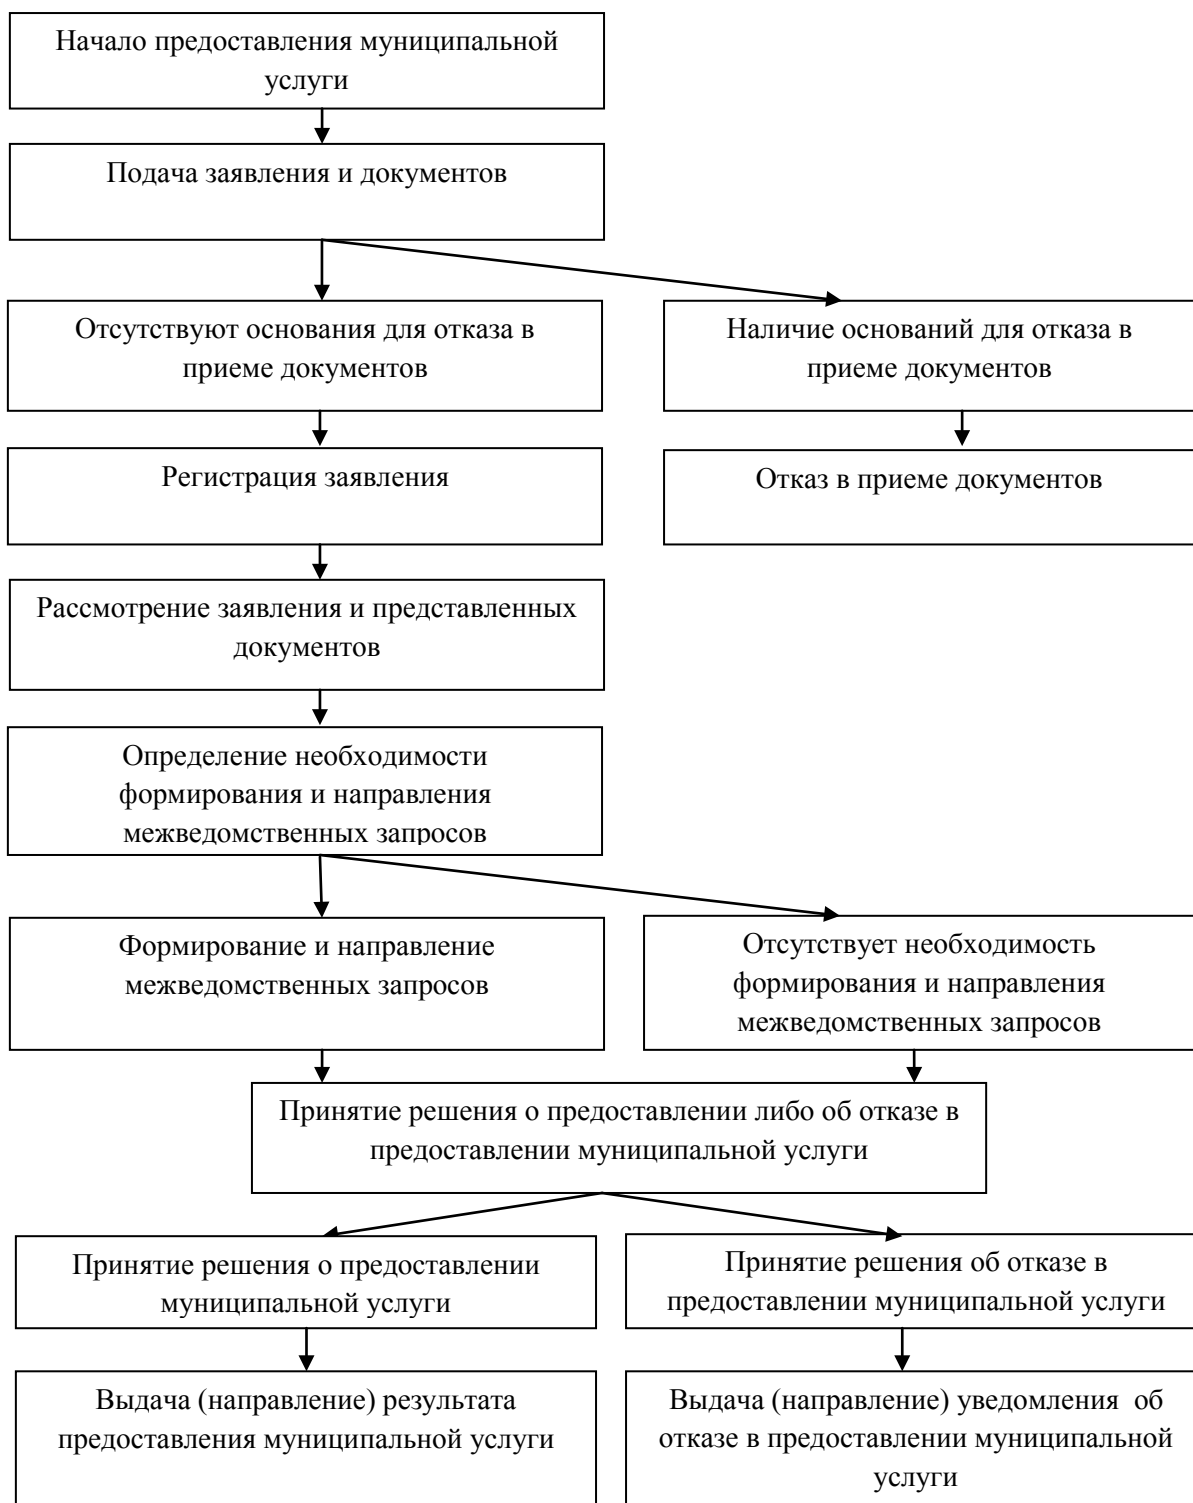 Начало предоставления муниципальной
услуги
Подача заявления и документов
Отсутствуют основания для отказа в
приеме документов
Наличие оснований для отказа в
приеме документов
Регистрация заявления
Отказ в приеме документов
Рассмотрение заявления и представленных
документов
Определение необходимости
формирования и направления
межведомственных запросов
Формирование и направление
межведомственных запросов
Отсутствует необходимость
формирования и направления
межведомственных запросов
Принятие решения о предоставлении либо об отказе в
предоставлении муниципальной услуги
Принятие решения о предоставлении
муниципальной услуги
Принятие решения об отказе в
предоставлении муниципальной услуги
Выдача (направление) результата
предоставления муниципальной услуги
Выдача (направление) уведомления об
отказе в предоставлении муниципальной
услуги